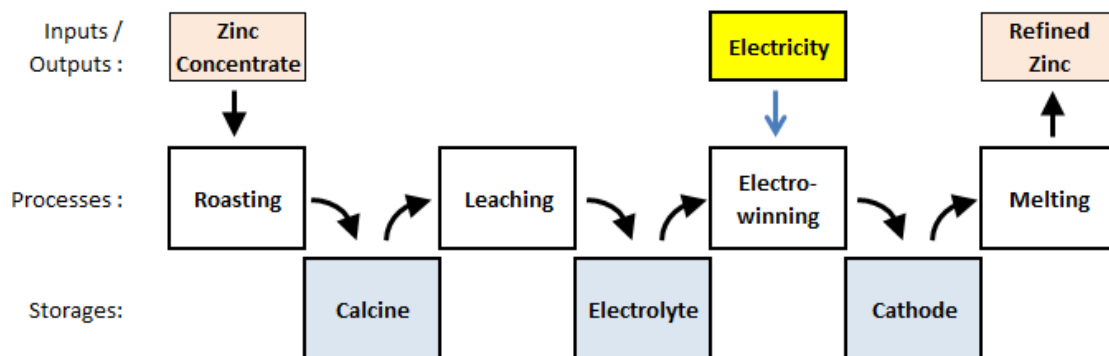 Inputs /
Outputs :
Zinc
Concentrate
Electricity
Refined
Zinc
Processes :
Roasting
Leaching
Electro-
winning
Melting
Storages:
Calcine
Electrolyte
Cathode